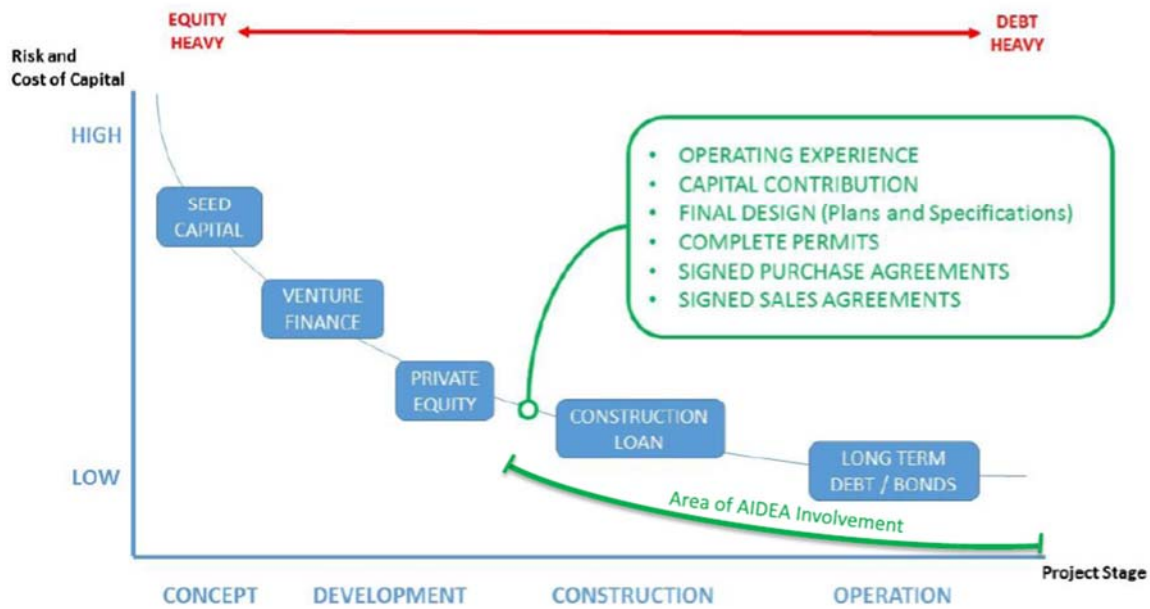 EQUITY
HEAVY
DEBT
HEAVY
Risk and
Cost of Capital
HIGH
SEED
CAPITAL
VENTURE
FINANCE
PRIVATE
EQUITY
• OPERATING EXPERIENCE
• CAPITAL CONTRIBUTION
• FINAL DESIGN (Plans and Specifications)
• COMPLETE PERMITS
• SIGNED PURCHASE AGREEMENTS
• SIGNED SALES AGREEMENTS
CONSTRUCTION
LOAN
LONG TERM
DEBT / BONDS
LOW
Area of AIDEA Involvement
Project Stage
CONCEPT
DEVELOPMENT
CONSTRUCTION
OPERATION